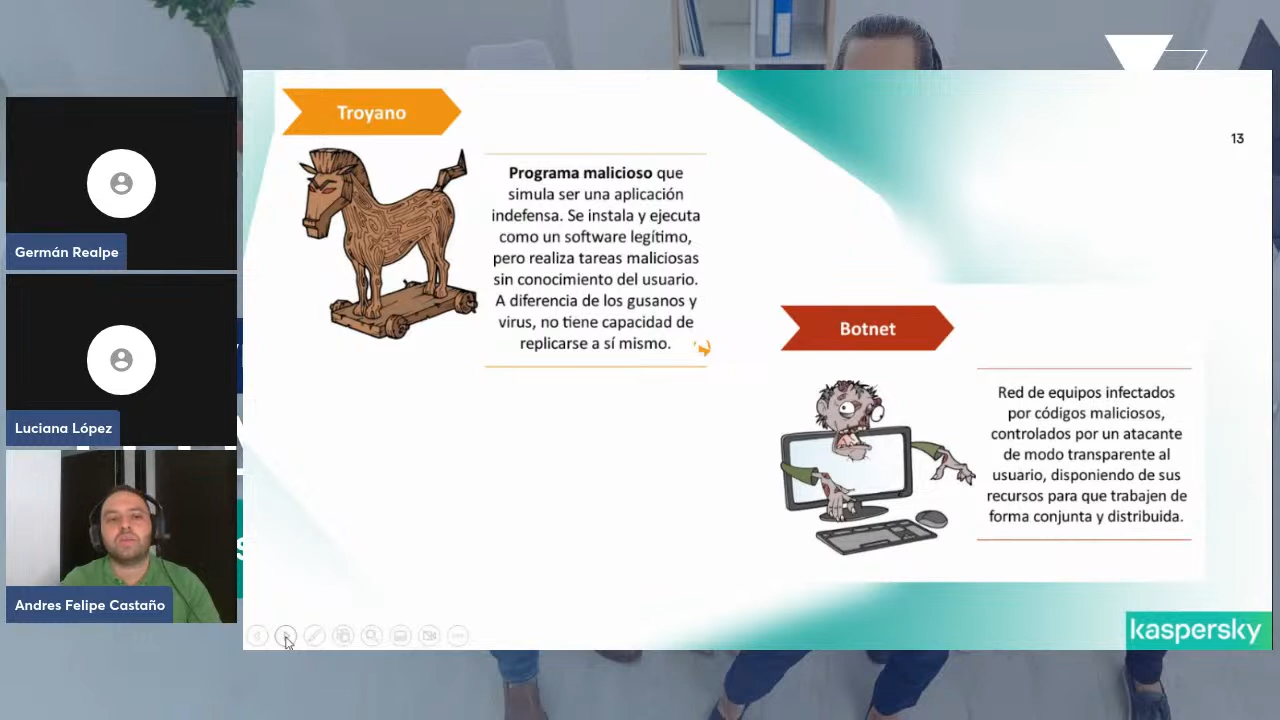 Troyano
Programa malicioso que
simula ser una aplicación
indefensa. Se instala y ejecuta
como un software legítimo,
pero realiza tareas maliciosas
sin conocimiento del usuario.
A diferencia de los gusanos y
virus, no tiene capacidad de
replicarse a sí mismo.
13
Botnet
Red de equipos infectados
por códigos maliciosos,
controlados por un atacante
de modo transparente al
usuario, disponiendo de sus
recursos para que trabajen de
forma conjunta y distribuida.
kaspersky
Germán Realpe
Luciana López
Andres Felipe Castaño